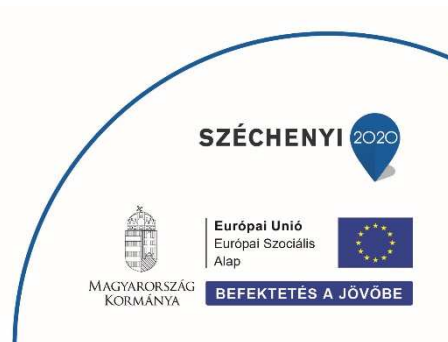 SZÉCHENYI 2020
Európai Unió
Európai Szociális
Alap
MAGYARORSZÁG
KORMÁNYA
BEFEKTETÉS A JÖVŐBE